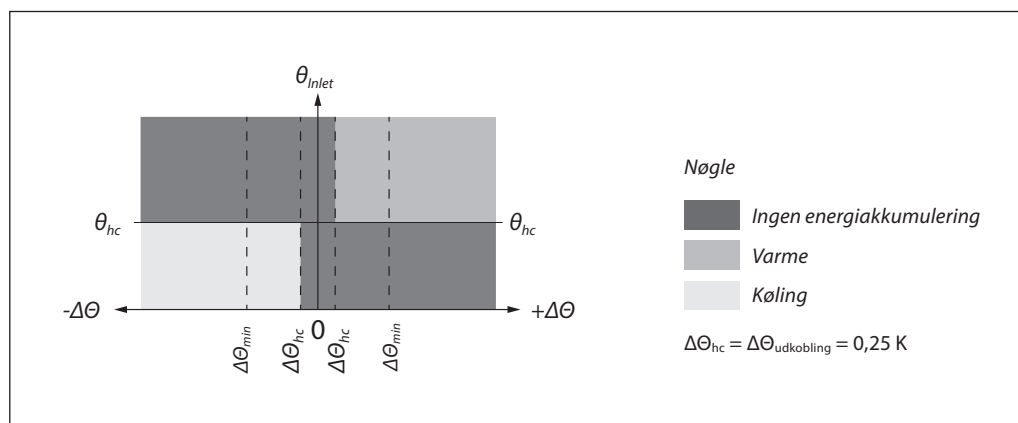 θInlet
θhc
θhc
-ΔΘ
+ΔΘ
0
ΔΘmin
ΔΘhc
ΔΘhc
ΔΘmin
Nøgle
Ingen energiakkumulering
Varme
Køling
ΔΘhc = ΔΘudkobling = 0,25 K